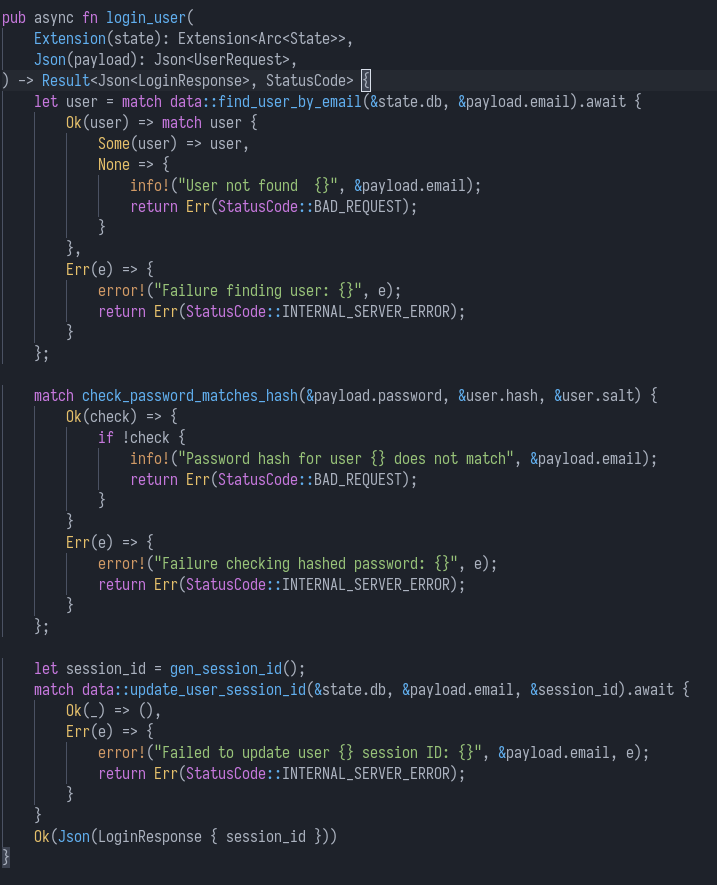 pub async fn login_user(
    Extension(state): Extension<Arc<State>>,
    Json(payload): Json<UserRequest>,
) -> Result<Json<LoginResponse>, StatusCode> {
    let user = match data::find_user_by_email(&state.db, &payload.email).await {
        Ok(user) => match user {
            Some(user) => user,
            None => {
                info!("User not found  {}", &payload.email);
                return Err(StatusCode::BAD_REQUEST);
            }
        },
        Err(e) => {
            error!("Failure finding user: {}", e);
            return Err(StatusCode::INTERNAL_SERVER_ERROR);
        }
    };

    match check_password_matches_hash(&payload.password, &user.hash, &user.salt) {
        Ok(check) => {
            if !check {
                info!("Password hash for user {} does not match", &payload.email);
                return Err(StatusCode::BAD_REQUEST);
            }
        }
        Err(e) => {
            error!("Failure checking hashed password: {}", e);
            return Err(StatusCode::INTERNAL_SERVER_ERROR);
        }
    };

    let session_id = gen_session_id();
    match data::update_user_session_id(&state.db, &payload.email, &session_id).await {
        Ok(_) => (),
        Err(e) => {
            error!("Failed to update user {} session ID: {}", &payload.email, e);
            return Err(StatusCode::INTERNAL_SERVER_ERROR);
        }
    }
    Ok(Json(LoginResponse { session_id }))
}